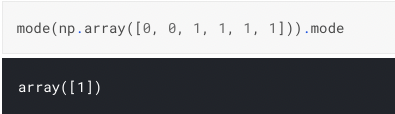 mode(np.array([0, 0, 1, 1, 1, 1])).mode
array([1])